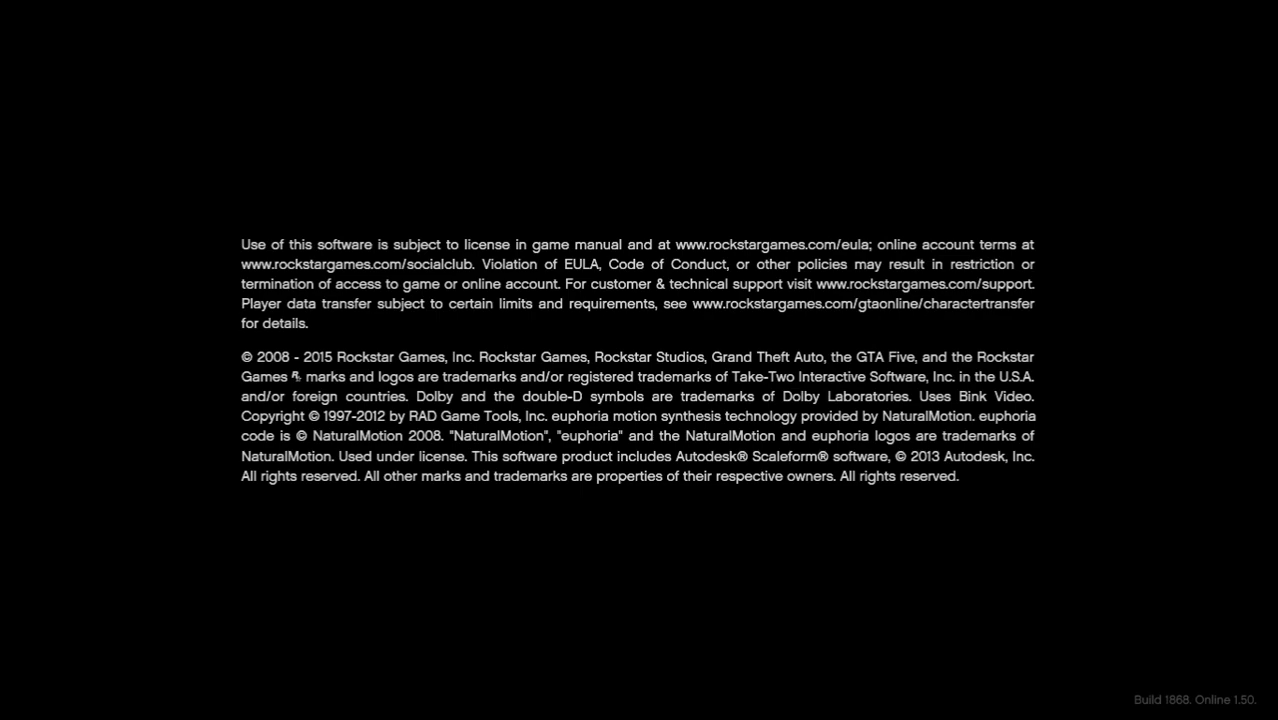 Use of this software is subject to license in game manual and at www.rockstargames.com/eula; online account terms at
www.rockstargames.com/socialclub. Violation of EULA, Code of Conduct, or other policies may result in restriction or
termination of access to game or online account. For customer & technical support visit www.rockstargames.com/support.
Player data transfer subject to certain limits and requirements, see www.rockstargames.com/gtaonline/charactertransfer
for details.
© 2008 - 2015 Rockstar Games, Inc. Rockstar Games, Rockstar Studios, Grand Theft Auto, the GTA Five, and the Rockstar
Games R* marks and logos are trademarks and/or registered trademarks of Take-Two Interactive Software, Inc. in the U.S.A.
and/or foreign countries. Dolby and the double-D symbols are trademarks of Dolby Laboratories. Uses Bink Video.
Copyright © 1997-2012 by RAD Game Tools, Inc. euphoria motion synthesis technology provided by NaturalMotion. euphoria
code is © NaturalMotion 2008. "NaturalMotion", "euphoria" and the NaturalMotion and euphoria logos are trademarks of
NaturalMotion. Used under license. This software product includes Autodesk® Scaleform® software, © 2013 Autodesk, Inc.
All rights reserved. All other marks and trademarks are properties of their respective owners. All rights reserved.
Build 1868. Online 1.50.